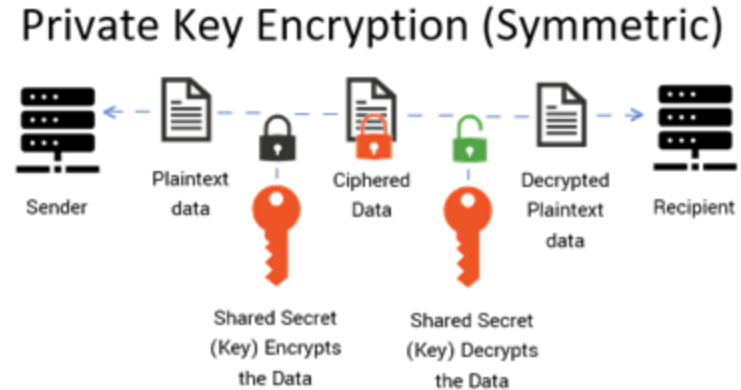 Private Key Encryption (Symmetric)
Sender
Plaintext
data
Ciphered
Data
Decrypted
Plaintext
data
Recipient
Shared Secret
(Key) Encrypts
the Data
Shared Secret
(Key) Decrypts
the Data